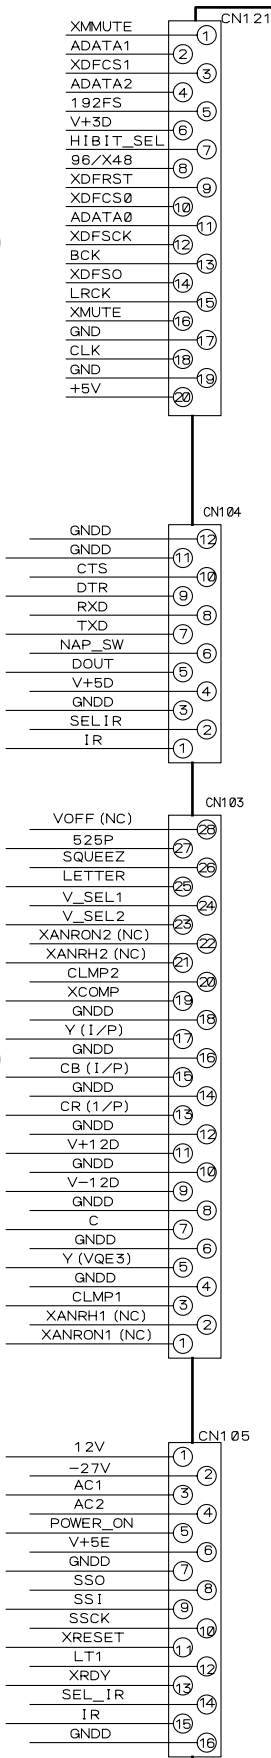 CN121
XMMUTE 1
ADATA1 2
XDFCS1 3
ADATA2 4
192FS 5
V+3D 6
HIBIT_SEL 7
96/X48 8
XDFRST 9
XDFCS0 10
ADATA0 11
XDFSCK 12
BCK 13
XDFSO 14
LRCK 15
XMUTE 16
GND 17
CLK 18
GND 19
+5V 20
CN104
GNDD 12
GNDD 11
CTS 10
DTR 9
RXD 8
TXD 7
NAP_SW 6
DOUT 5
V+5D 4
GNDD 3
SELIR 2
IR 1
CN103
VOFF (NC) 28
525P 27
SQUEEZ 26
LETTER 25
V_SEL1 24
V_SEL2 23
XANRON2 (NC) 22
XANRH2 (NC) 21
CLMP2 20
XCOMP 19
GNDD 18
Y (I/P) 17
GNDD 16
CB (I/P) 15
GNDD 14
CR (1/P) 13
GNDD 12
V+12D 11
GNDD 10
V-12D 9
GNDD 8
C 7
GNDD 6
Y (VQE3) 5
GNDD 4
CLMP1 3
XANRH1 (NC) 2
XANRON1 (NC) 1
CN105
12V 1
-27V 2
AC1 3
AC2 4
POWER_ON 5
V+5E 6
GNDD 7
SSO 8
SSI 9
SSCK 10
XRESET 11
LT1 12
XRDY 13
SEL_IR 14
IR 15
GNDD 16